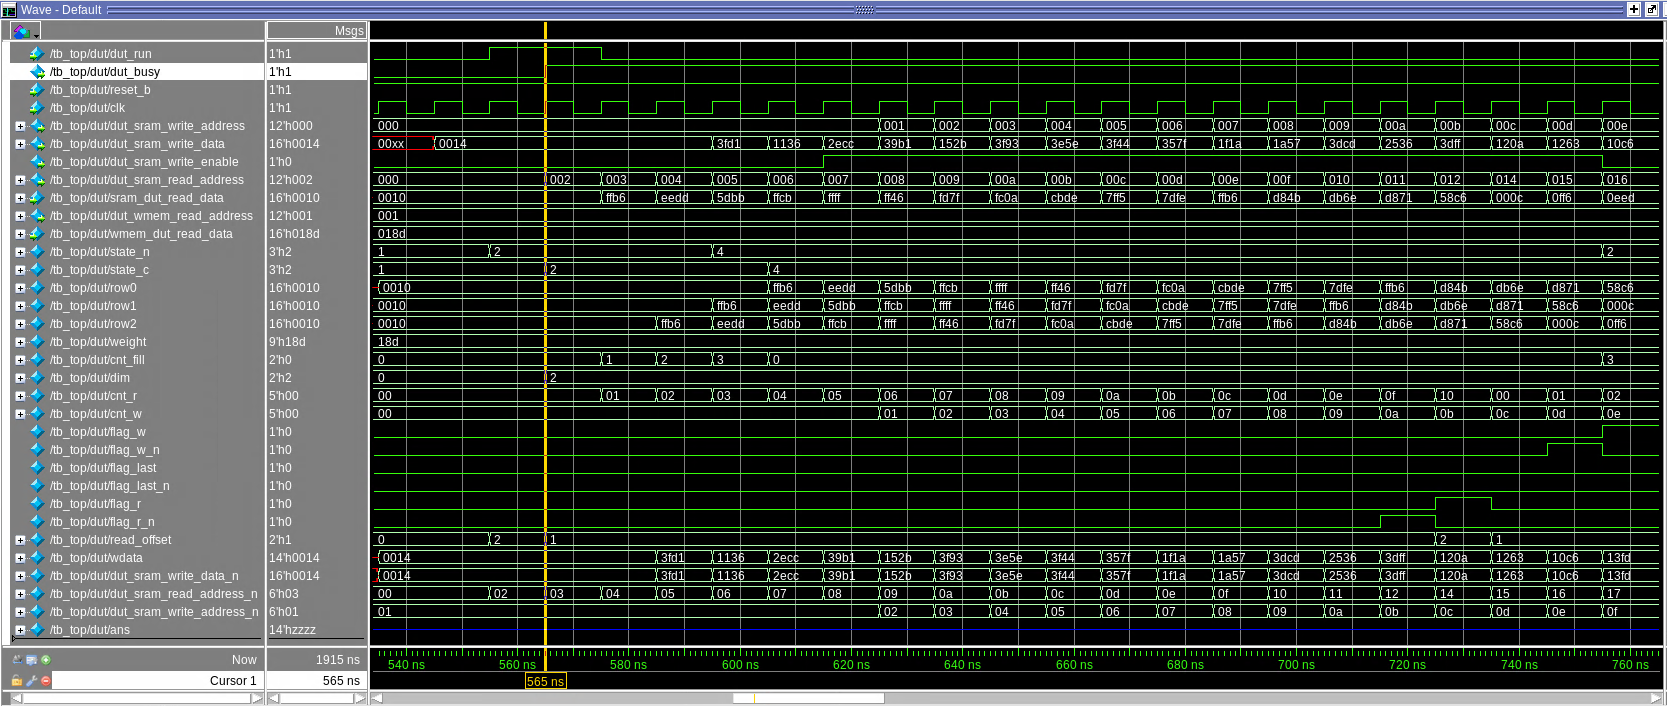 Wave - Default
Msgs
/tb_top/dut/dut_run 1'h1
/tb_top/dut/dut_busy 1'h1
/tb_top/dut/reset_b 1'h1
/tb_top/dut/clk 1'h1
/tb_top/dut/dut_sram_write_address 12'h000 000 001 002 003 004 005 006 007 008 009 00a 00b 00c 00d 00e
/tb_top/dut/dut_sram_write_data 16'h0014 00xx 0014 3fd1 1136 2ecc 39b1 152b 3f93 3e5e 3f44 357f 1f1a 1a57 3dcd 2536 3dff 120a 1263 10c6
/tb_top/dut/dut_sram_write_enable 1'h0
/tb_top/dut/dut_sram_read_address 12'h002 000 002 003 004 005 006 007 008 009 00a 00b 00c 00d 00e 00f 010 011 012 014 015 016
/tb_top/dut/sram_dut_read_data 16'h0010 0010 ffb6 eedd 5dbb ffcb ffff ff46 fd7f fc0a cbde 7ff5 7dfe ffb6 d84b db6e d871 58c6 000c 0ff6 0eed
/tb_top/dut/dut_wmem_read_address 12'h001 001
/tb_top/dut/wmem_dut_read_data 16'h018d 018d
/tb_top/dut/state_n 3'h2 1 2 4 2
/tb_top/dut/state_c 3'h2 1 2 4
/tb_top/dut/row0 16'h0010 0010 ffb6 eedd 5dbb ffcb ffff ff46 fd7f fc0a cbde 7ff5 7dfe ffb6 d84b db6e d871 58c6
/tb_top/dut/row1 16'h0010 0010 ffb6 eedd 5dbb ffcb ffff ff46 fd7f fc0a cbde 7ff5 7dfe ffb6 d84b db6e d871 58c6 000c
/tb_top/dut/row2 16'h0010 0010 ffb6 eedd 5dbb ffcb ffff ff46 fd7f fc0a cbde 7ff5 7dfe ffb6 d84b db6e d871 58c6 000c 0ff6
/tb_top/dut/weight 9'h18d 18d
/tb_top/dut/cnt_fill 2'h0 0 1 2 3 0 3
/tb_top/dut/dim 2'h2 0 2
/tb_top/dut/cnt_r 5'h00 00 01 02 03 04 05 06 07 08 09 0a 0b 0c 0d 0e 0f 10 00 01 02
/tb_top/dut/cnt_w 5'h00 00 01 02 03 04 05 06 07 08 09 0a 0b 0c 0d 0e
/tb_top/dut/flag_w 1'h0
/tb_top/dut/flag_w_n 1'h0
/tb_top/dut/flag_last 1'h0
/tb_top/dut/flag_last_n 1'h0
/tb_top/dut/flag_r 1'h0
/tb_top/dut/flag_r_n 1'h0
/tb_top/dut/read_offset 2'h1 0 2 1 2 1
/tb_top/dut/wdata 14'h0014 0014 3fd1 1136 2ecc 39b1 152b 3f93 3e5e 3f44 357f 1f1a 1a57 3dcd 2536 3dff 120a 1263 10c6 13fd
/tb_top/dut/dut_sram_write_data_n 16'h0014 0014 3fd1 1136 2ecc 39b1 152b 3f93 3e5e 3f44 357f 1f1a 1a57 3dcd 2536 3dff 120a 1263 10c6 13fd
/tb_top/dut/dut_sram_read_address_n 6'h03 00 02 03 04 05 06 07 08 09 0a 0b 0c 0d 0e 0f 10 11 12 14 15 16 17
/tb_top/dut/dut_sram_write_address_n 6'h01 01 02 03 04 05 06 07 08 09 0a 0b 0c 0d 0e 0f
/tb_top/dut/ans 14'hzzzz
Now 1915 ns 540 ns 560 ns 580 ns 600 ns 620 ns 640 ns 660 ns 680 ns 700 ns 720 ns 740 ns 760 ns
Cursor 1 565 ns 565 ns